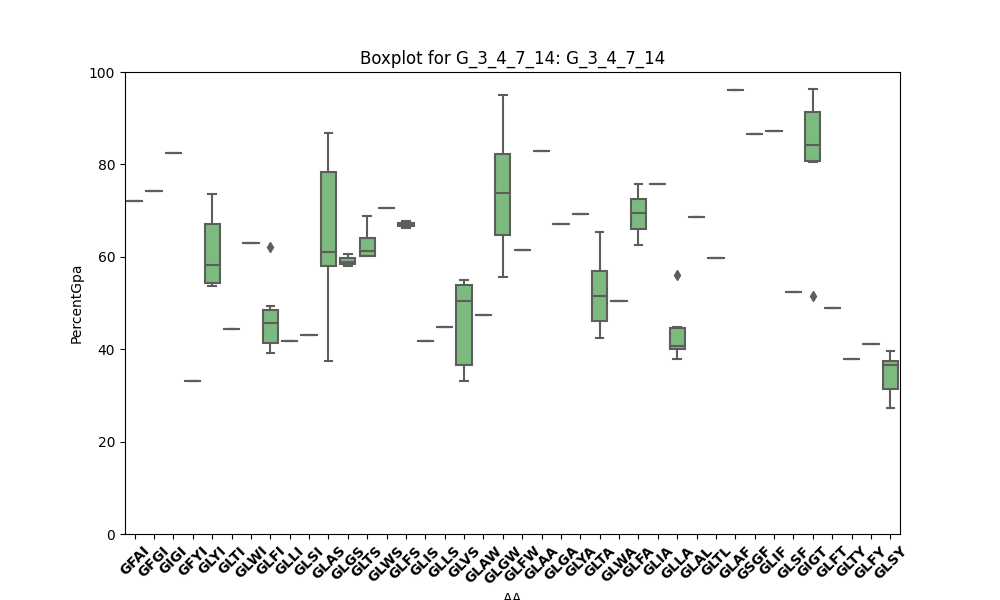 Boxplot for G_3_4_7_14: G_3_4_7_14
100
80
60
40
20
0
PercentGpa
GFAI GFGI GIGI GFYI GLYI GLTI GLWI GLFI GLLI GLSI GLAS GLGS GLTS GLWS GLFS GLIS GLLS GLVS GLAW GLGW GLFW GLAA GLGA GLYA GLTA GLWA GLFA GLIA GLLA GLAL GLTL GLAF GSGF GLIF GLSF GIGT GLFT GLTY GLFY GLSY
AA